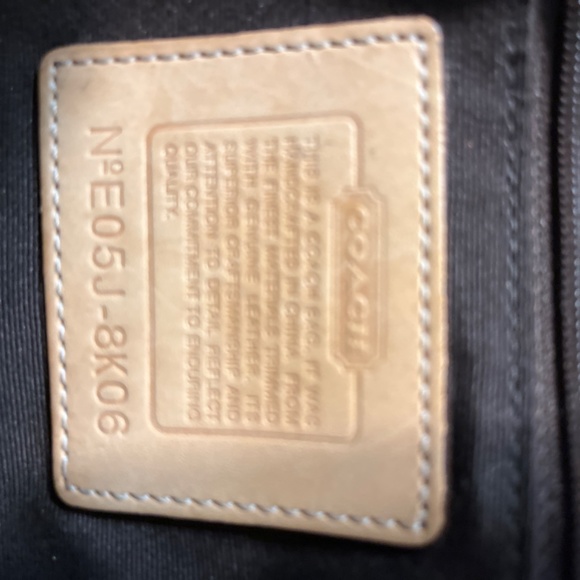 COACH
THIS IS A COACH BAG. IT WAS
HANDCRAFTED IN CHINA FROM
THE FINEST MATERIALS TRIMMED
WITH GENUINE LEATHER. ITS
SUPERIOR CRAFTSMANSHIP AND
ATTENTION TO DETAIL REFLECT
OUR COMMITMENT TO ENDURING
QUALITY.
NºE05J-8K06